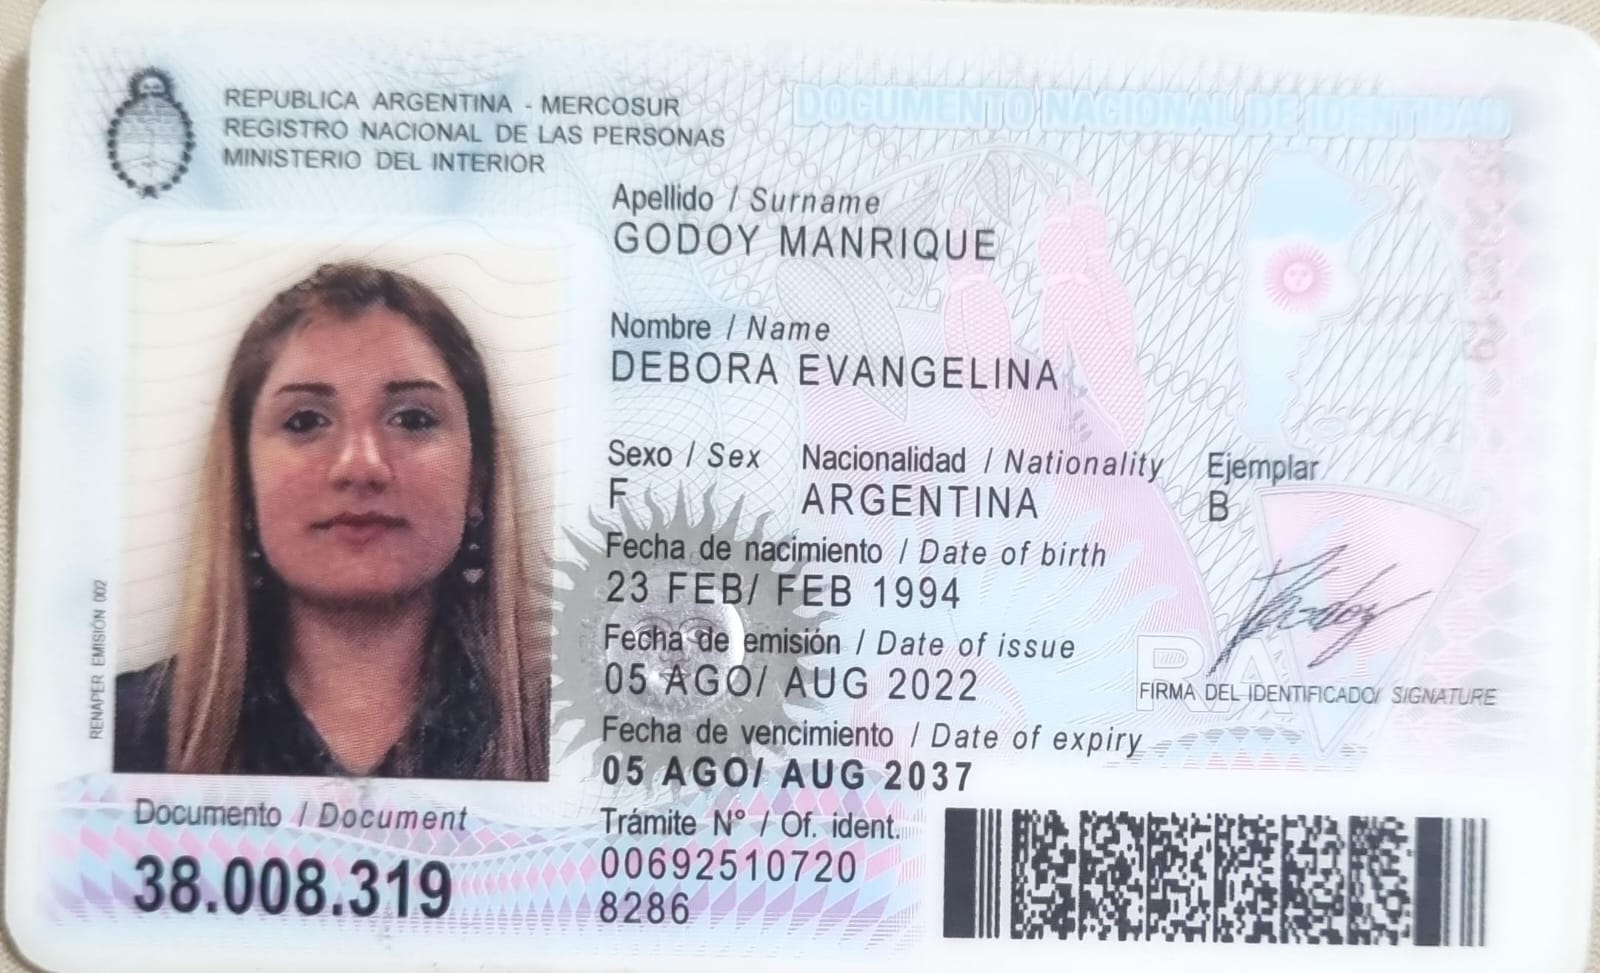 REPUBLICA ARGENTINA - MERCOSUR
REGISTRO NACIONAL DE LAS PERSONAS
MINISTERIO DEL INTERIOR
DOCUMENTO NACIONAL DE IDENTIDAD
Apellido / Surname
GODOY MANRIQUE
Nombre / Name
DEBORA EVANGELINA
Sexo / Sex Nacionalidad / Nationality Ejemplar
F ARGENTINA B
Fecha de nacimiento / Date of birth
23 FEB/ FEB 1994
Fecha de emisión / Date of issue
05 AGO/ AUG 2022
RA
FIRMA DEL IDENTIFICADO/ SIGNATURE
Fecha de vencimiento / Date of expiry
05 AGO/ AUG 2037
RENAPER EMISIÓN 002
Documento / Document
38.008.319
Trámite Nº / Of. ident.
00692510720
8286